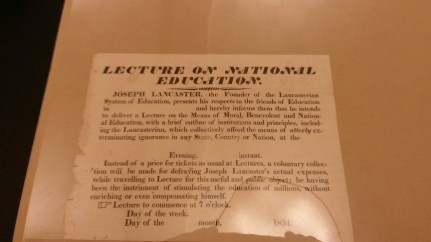 LECTURE ON NATIONAL
EDUCATION.
JOSEPH LANCASTER, the Founder of the Lancasterian
System of Education, presents his respects to the friends of Education
in and hereby informs them that he intends
to deliver a Lecture on the Means of Moral, Benevolent and Nation-
al Education, with a brief outline of institutions and principles, includ-
ing the Lancasterian, which collectively afford the means of utterly ex-
terminating ignorance in any State, Country or Nation, at the
Evening, instant.
Instead of a price for tickets as usual at Lectures, a voluntary collec-
tion will be made for defraying Joseph Lancaster's actual expenses,
while travelling to Lecture for this useful and public object; he having
been the instrument of stimulating the education of millions, without
enriching or even compensating himself.
☞ Lecture to commence at 7 o'clock.
Day of the week.
Day of the month, 1831.